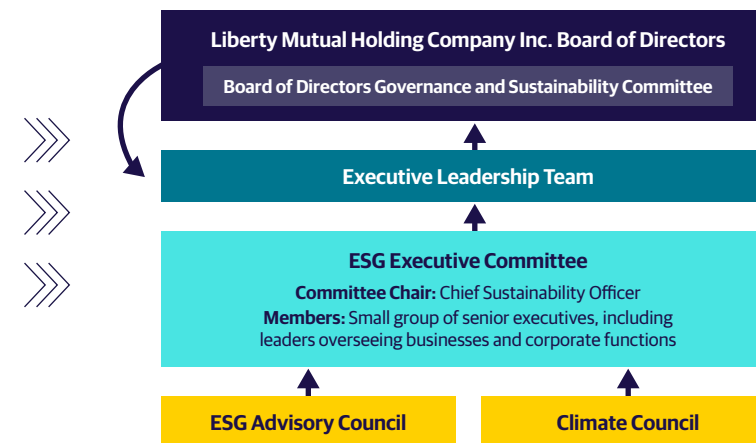 Liberty Mutual Holding Company Inc. Board of Directors
Board of Directors Governance and Sustainability Committee
Executive Leadership Team
ESG Executive Committee
Committee Chair: Chief Sustainability Officer
Members: Small group of senior executives, including
leaders overseeing businesses and corporate functions
ESG Advisory Council
Climate Council